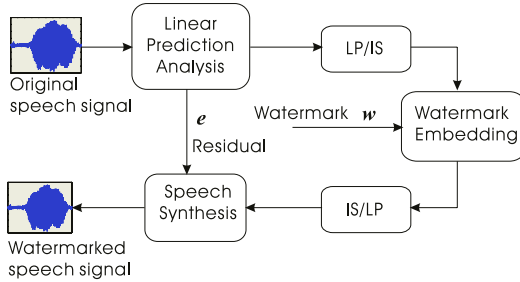 Linear
Prediction
Analysis
LP/IS
Original
speech signal
Watermark w
Watermark
Embedding
e
Residual
Speech
Synthesis
IS/LP
Watermarked
speech signal